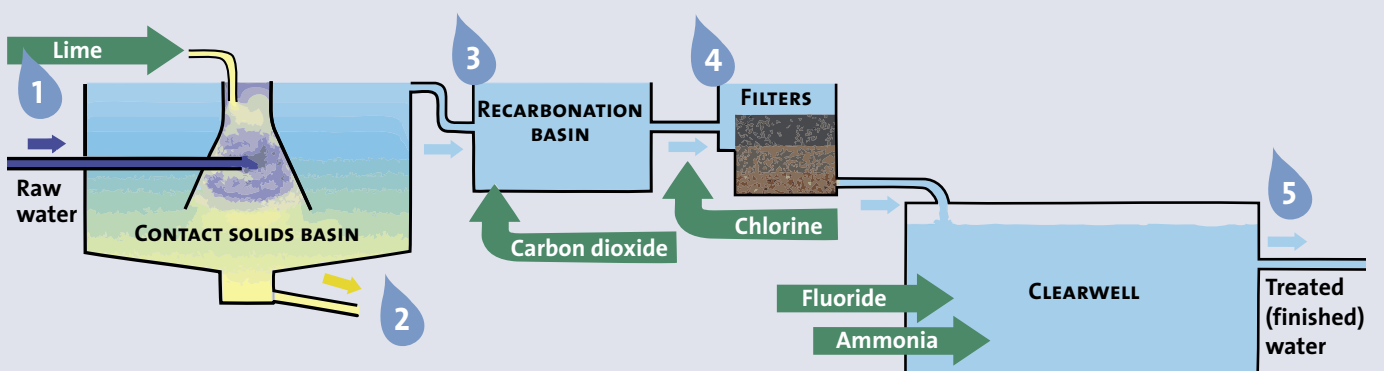 Lime
1
Raw
water
CONTACT SOLIDS BASIN
2
3
RECARBONATION
BASIN
Carbon dioxide
4
FILTERS
Chlorine
Fluoride
Ammonia
CLEARWELL
5
Treated
(finished)
water